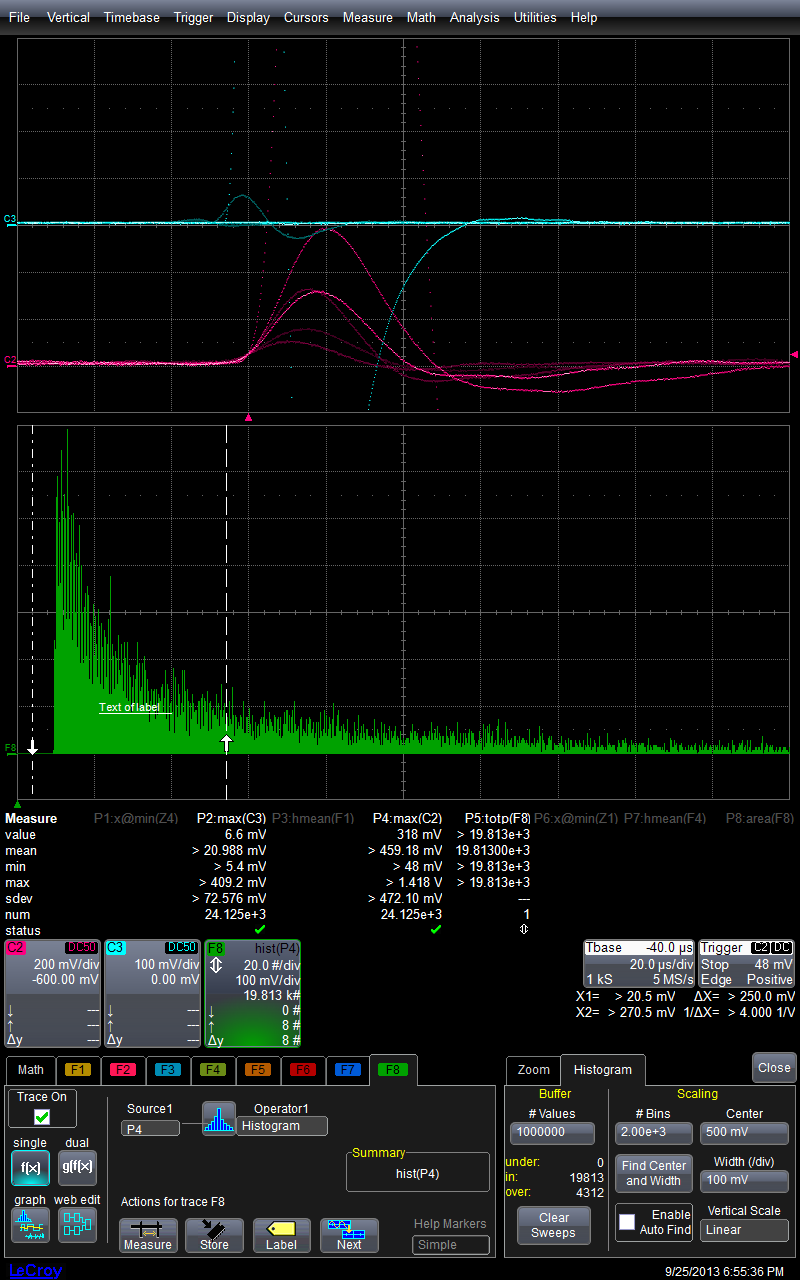 File Vertical Timebase Trigger Display Cursors Measure Math Analysis Utilities Help
C3
C2
Text of label
F8
Measure P1:x@min(Z4) P2:max(C3) P3:hmean(F1) P4:max(C2) P5:totp(F8) P6:x@min(Z1) P7:hmean(F4) P8:area(F8)
value 6.6 mV 318 mV > 19.813e+3
mean > 20.988 mV > 459.18 mV 19.81300e+3
min > 5.4 mV > 48 mV > 19.813e+3
max > 409.2 mV > 1.418 V > 19.813e+3
sdev > 72.576 mV > 472.10 mV ---
num 24.125e+3 24.125e+3 1
status
C2 DC50 C3 DC50 F8 hist(P4) Tbase -40.0 µs Trigger C2 DC
200 mV/div 100 mV/div 20.0 #/div 20.0 µs/div Stop 48 mV
-600.00 mV 0.00 mV 100 mV/div 1 kS 5 MS/s Edge Positive
19.813 k#
↓ --- ↓ --- ↓ 0 # X1= > 20.5 mV ΔX= > 250.0 mV
↑ --- ↑ --- ↑ 8 # X2= > 270.5 mV 1/ΔX= > 4.000 1/V
Δy --- Δy --- Δy 8 #
Math F1 F2 F3 F4 F5 F6 F7 F8 Zoom Histogram Close
Trace On
single dual
f(x) g(f(x))
graph web edit
Source1 Operator1
P4 Histogram
Summary
hist(P4)
Actions for trace F8
Measure Store Label Next
Help Markers
Simple
Buffer
# Values
1000000
under: 0
in: 19813
over: 4312
Clear
Sweeps
Scaling
# Bins Center
2.00e+3 500 mV
Find Center
and Width
Width (/div)
100 mV
Enable
Auto Find
Vertical Scale
Linear
LeCroy 9/25/2013 6:55:36 PM